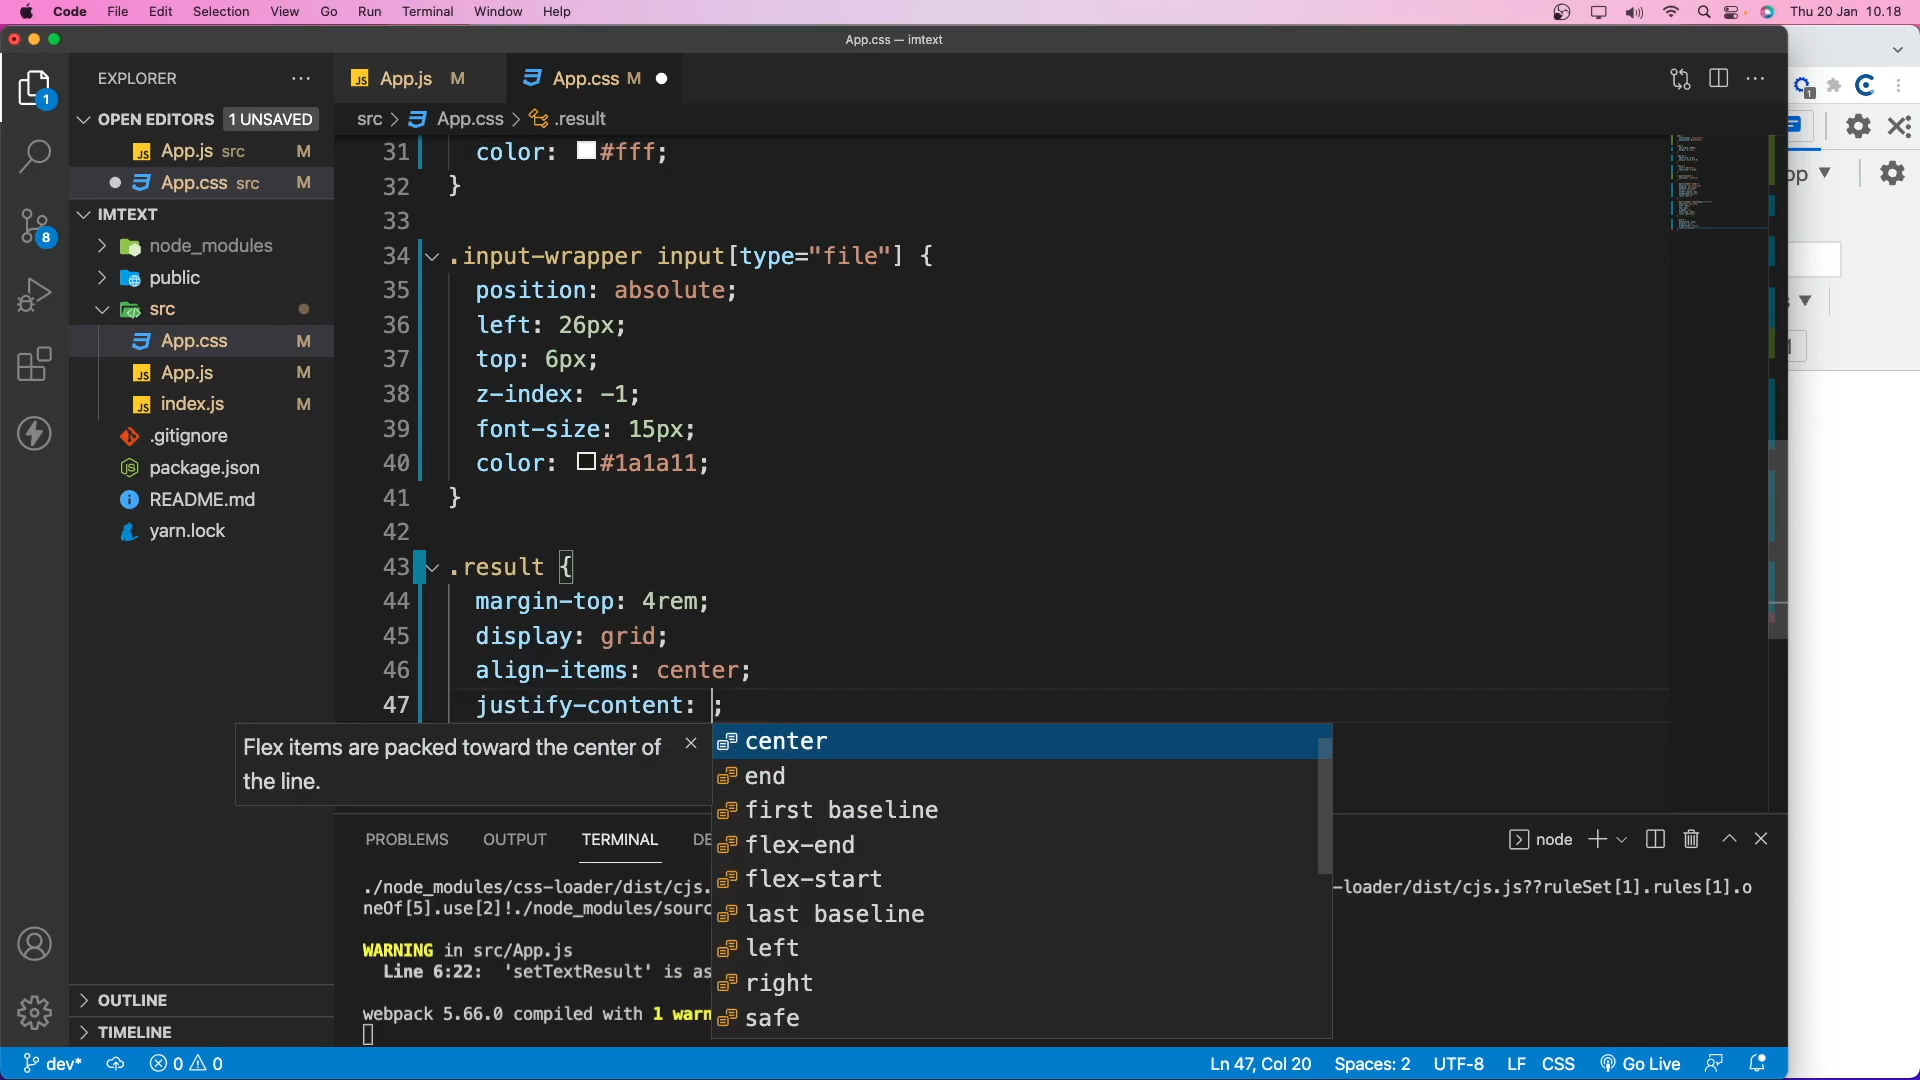 Code File Edit Selection View Go Run Terminal Window Help Thu 20 Jan 10.18
App.css — imtext
EXPLORER
OPEN EDITORS 1 UNSAVED
JS App.js src M
App.css src M
IMTEXT
node_modules
public
src
App.css M
JS App.js M
JS index.js M
.gitignore
package.json
README.md
yarn.lock
OUTLINE
TIMELINE
1
8
JS App.js M App.css M
src > App.css > .result
31 color: #fff;
32 }
33
34 .input-wrapper input[type="file"] {
35 position: absolute;
36 left: 26px;
37 top: 6px;
38 z-index: -1;
39 font-size: 15px;
40 color: #1a1a11;
41 }
42
43 .result {
44 margin-top: 4rem;
45 display: grid;
46 align-items: center;
47 justify-content: ;
Flex items are packed toward the center of
the line.
center
end
first baseline
flex-end
flex-start
last baseline
left
right
safe
PROBLEMS OUTPUT TERMINAL DE
node
./node_modules/css-loader/dist/cjs. -loader/dist/cjs.js??ruleSet[1].rules[1].o
neOf[5].use[2]!./node_modules/sourc
WARNING in src/App.js
Line 6:22: 'setTextResult' is as
webpack 5.66.0 compiled with 1 warn
dev* 0 0 Ln 47, Col 20 Spaces: 2 UTF-8 LF CSS Go Live
1
op